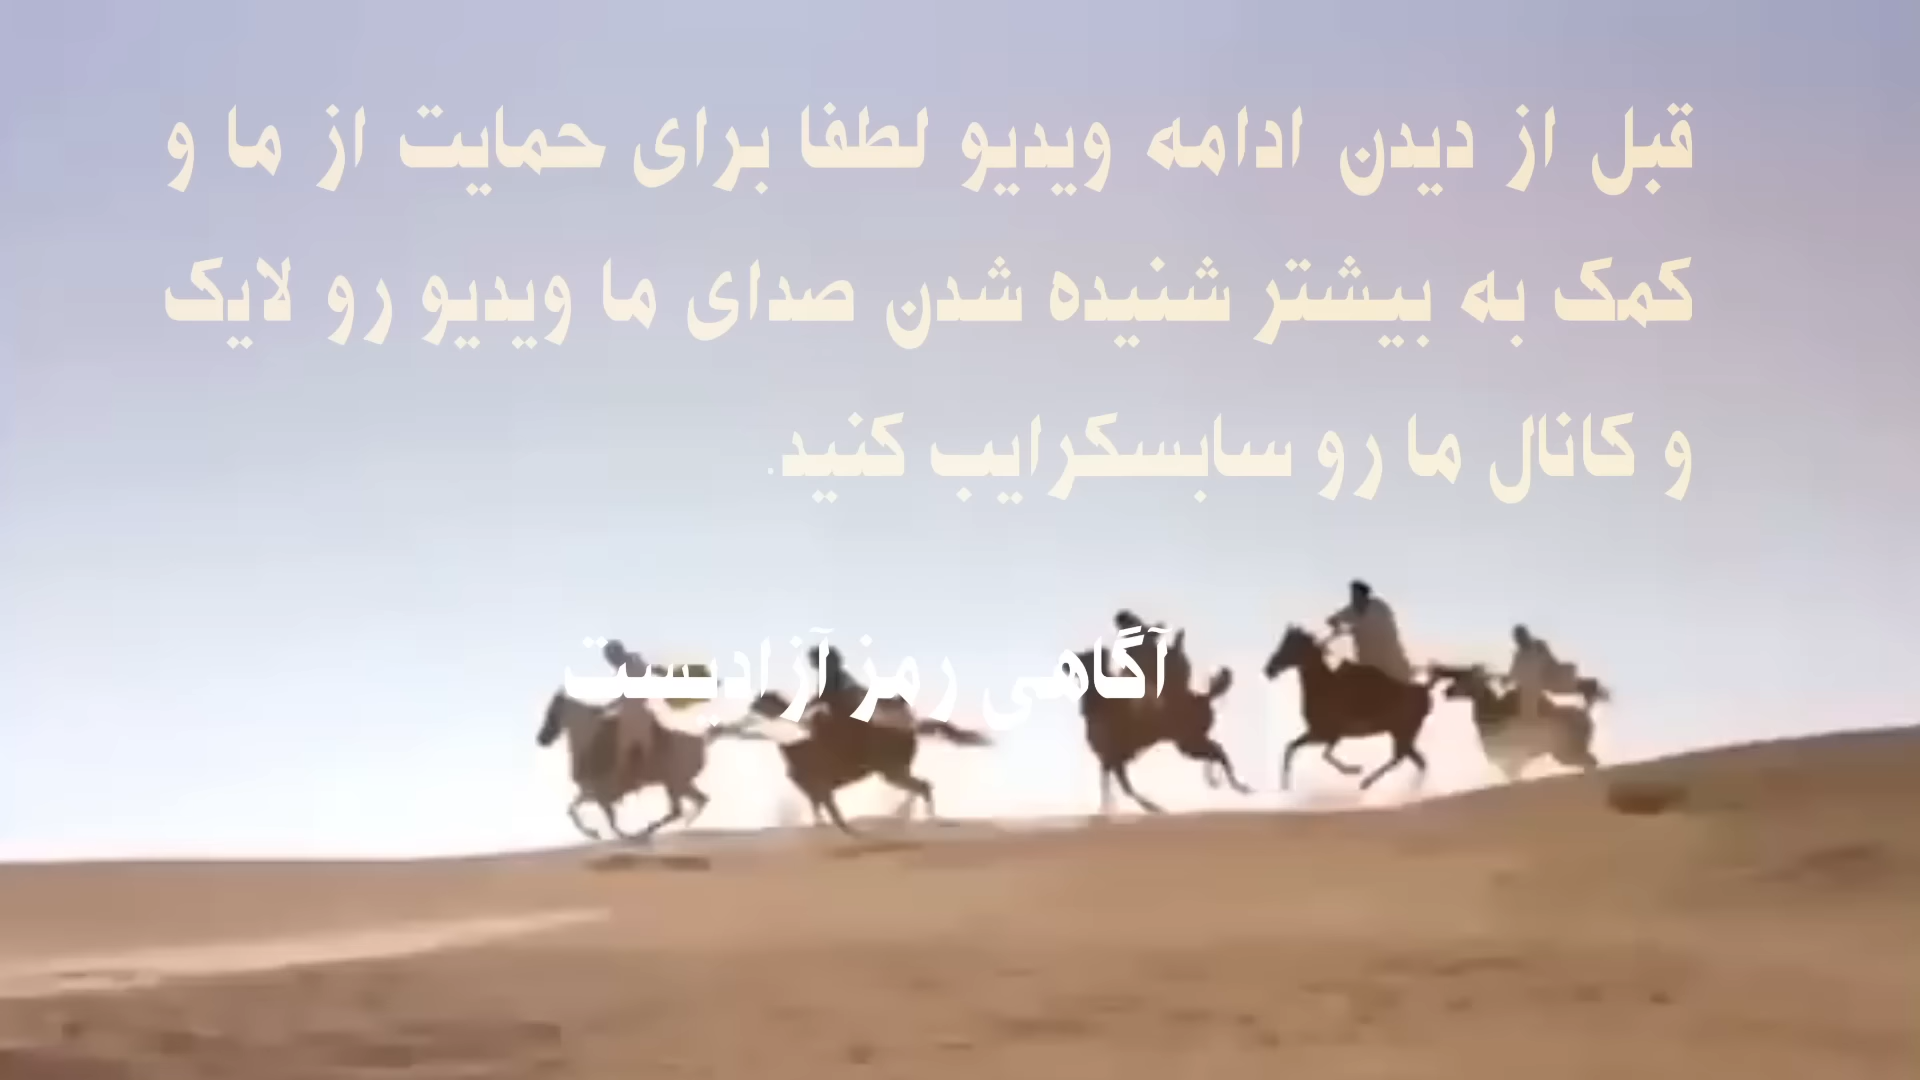 قبل از دیدن ادامه ویدیو لطفا برای حمایت از ما و
کمک به بیشتر شنیده شدن صدای ما ویدیو رو لایک
و کانال ما رو سابسکرایب کنید.
آگاهی رمز آزادیست